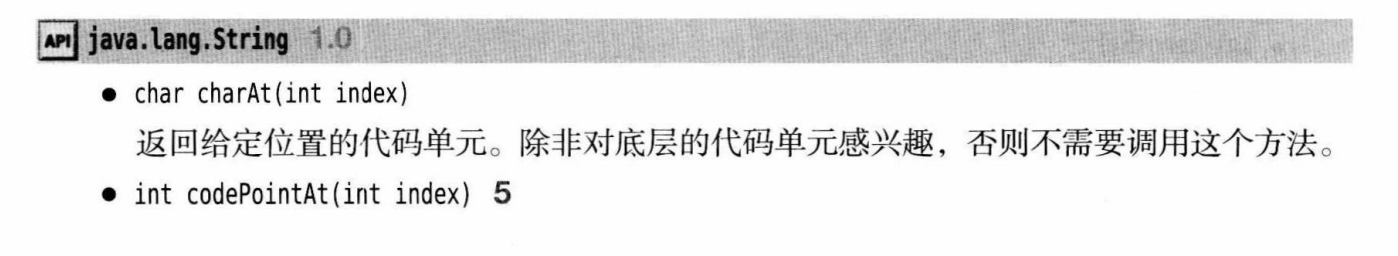 API java.lang.String 1.0
● char charAt(int index)
返回给定位置的代码单元。除非对底层的代码单元感兴趣，否则不需要调用这个方法。
● int codePointAt(int index) 5